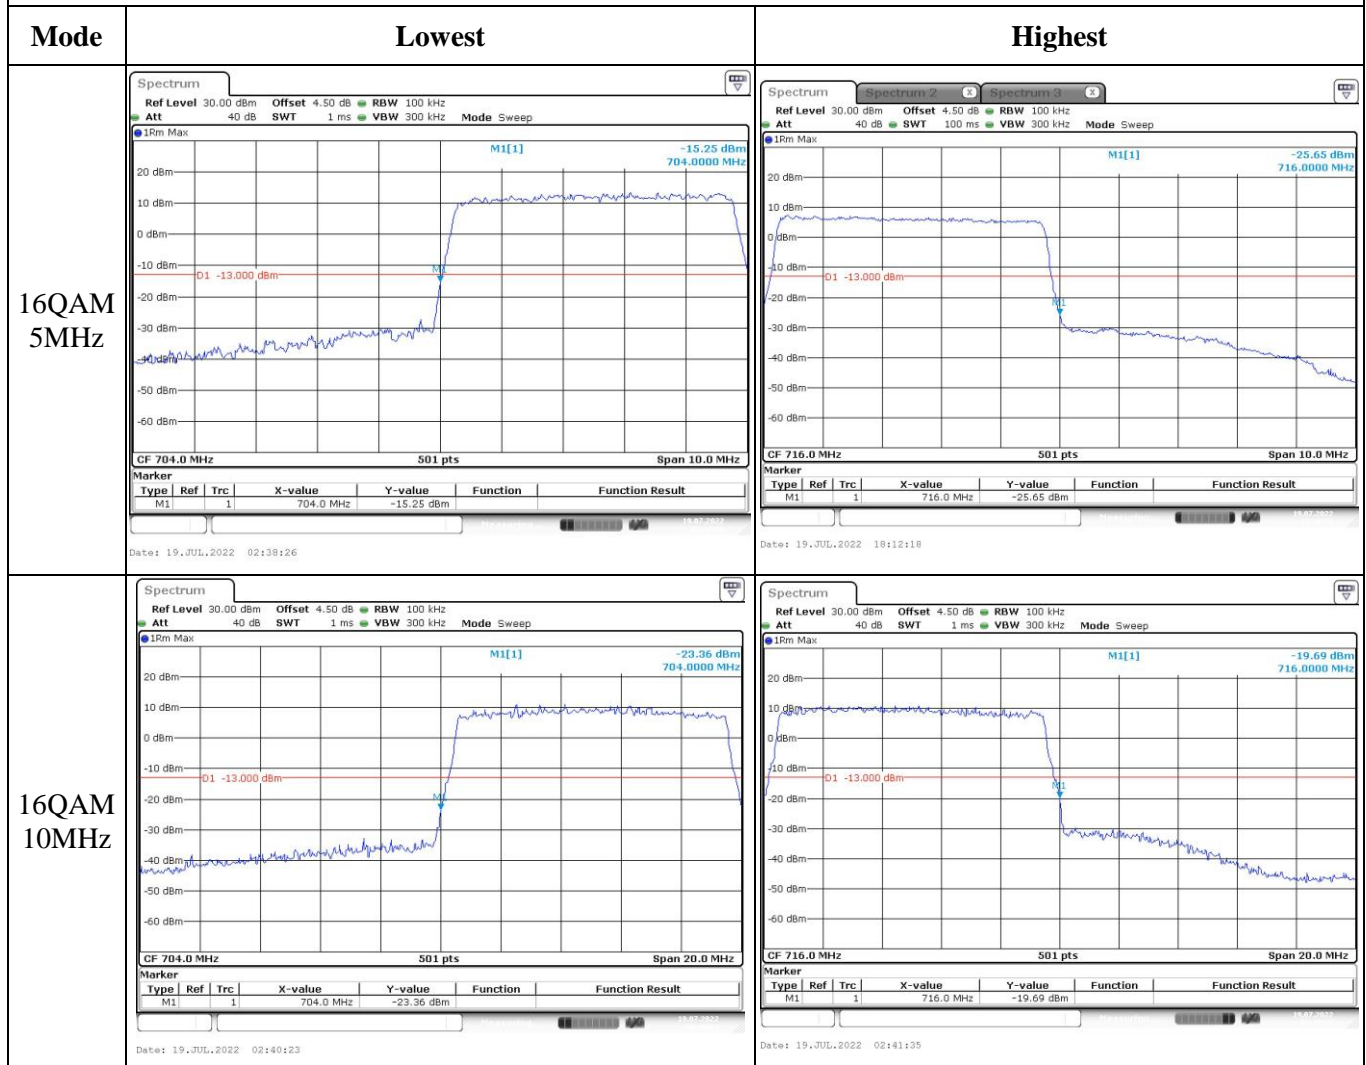 Mode Lowest Highest
16QAM
5MHz
Spectrum
Ref Level 30.00 dBm Offset 4.50 dB RBW 100 kHz
Att 40 dB SWT 1 ms VBW 300 kHz Mode Sweep
1Rm Max
M1[1] -15.25 dBm
704.0000 MHz
20 dBm
10 dBm
0 dBm
-10 dBm
D1 -13.000 dBm
M1
-20 dBm
-30 dBm
-40 dBm
-50 dBm
-60 dBm
CF 704.0 MHz 501 pts Span 10.0 MHz
Marker
Type Ref Trc X-value Y-value Function Function Result
M1 1 704.0 MHz -15.25 dBm
Date: 19.JUL.2022 02:38:26
Spectrum Spectrum 2 X Spectrum 3 X
Ref Level 30.00 dBm Offset 4.50 dB RBW 100 kHz
Att 40 dB SWT 100 ms VBW 300 kHz Mode Sweep
1Rm Max
M1[1] -25.65 dBm
716.0000 MHz
20 dBm
10 dBm
0 dBm
-10 dBm
D1 -13.000 dBm
-20 dBm
M1
-30 dBm
-40 dBm
-50 dBm
-60 dBm
CF 716.0 MHz 501 pts Span 10.0 MHz
Marker
Type Ref Trc X-value Y-value Function Function Result
M1 1 716.0 MHz -25.65 dBm
Date: 19.JUL.2022 18:12:18
16QAM
10MHz
Spectrum
Ref Level 30.00 dBm Offset 4.50 dB RBW 100 kHz
Att 40 dB SWT 1 ms VBW 300 kHz Mode Sweep
1Rm Max
M1[1] -23.36 dBm
704.0000 MHz
20 dBm
10 dBm
0 dBm
-10 dBm
D1 -13.000 dBm
-20 dBm
M1
-30 dBm
-40 dBm
-50 dBm
-60 dBm
CF 704.0 MHz 501 pts Span 20.0 MHz
Marker
Type Ref Trc X-value Y-value Function Function Result
M1 1 704.0 MHz -23.36 dBm
19.07.2022
Date: 19.JUL.2022 02:40:23
Spectrum
Ref Level 30.00 dBm Offset 4.50 dB RBW 100 kHz
Att 40 dB SWT 1 ms VBW 300 kHz Mode Sweep
1Rm Max
M1[1] -19.69 dBm
716.0000 MHz
20 dBm
10 dBm
0 dBm
-10 dBm
D1 -13.000 dBm
M1
-20 dBm
-30 dBm
-40 dBm
-50 dBm
-60 dBm
CF 716.0 MHz 501 pts Span 20.0 MHz
Marker
Type Ref Trc X-value Y-value Function Function Result
M1 1 716.0 MHz -19.69 dBm
Date: 19.JUL.2022 02:41:35